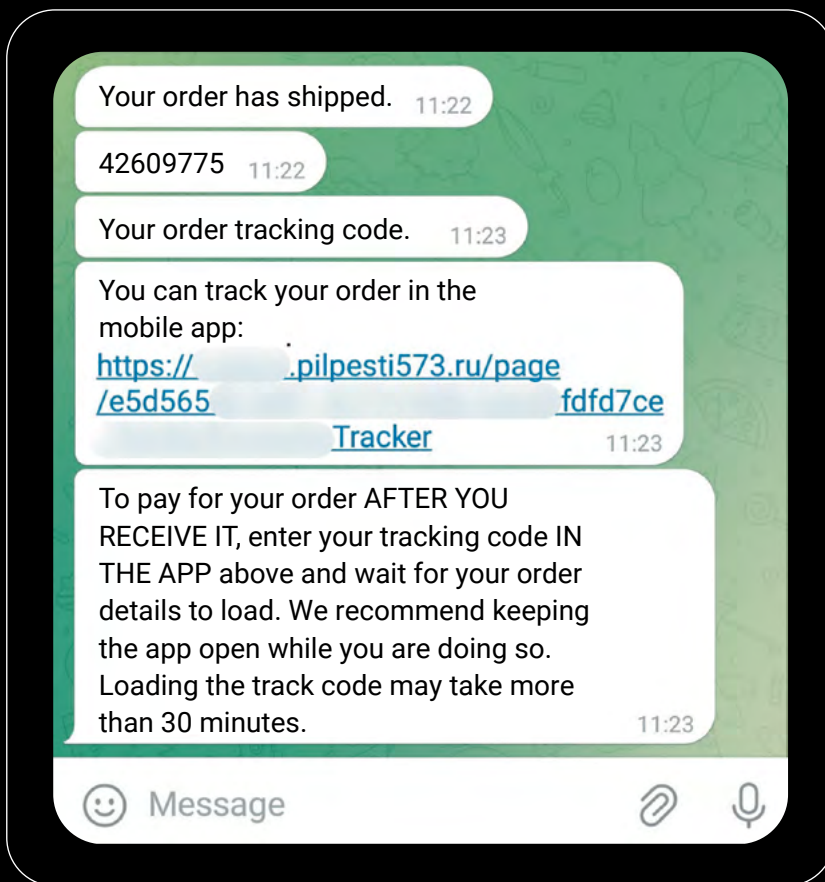 Your order has shipped. 11:22
42609775 11:22
Your order tracking code. 11:23
You can track your order in the
mobile app:
https:// .pilpesti573.ru/page
/e5d565 fdfd7ce
Tracker 11:23
To pay for your order AFTER YOU
RECEIVE IT, enter your tracking code IN
THE APP above and wait for your order
details to load. We recommend keeping
the app open while you are doing so.
Loading the track code may take more
than 30 minutes. 11:23
Message